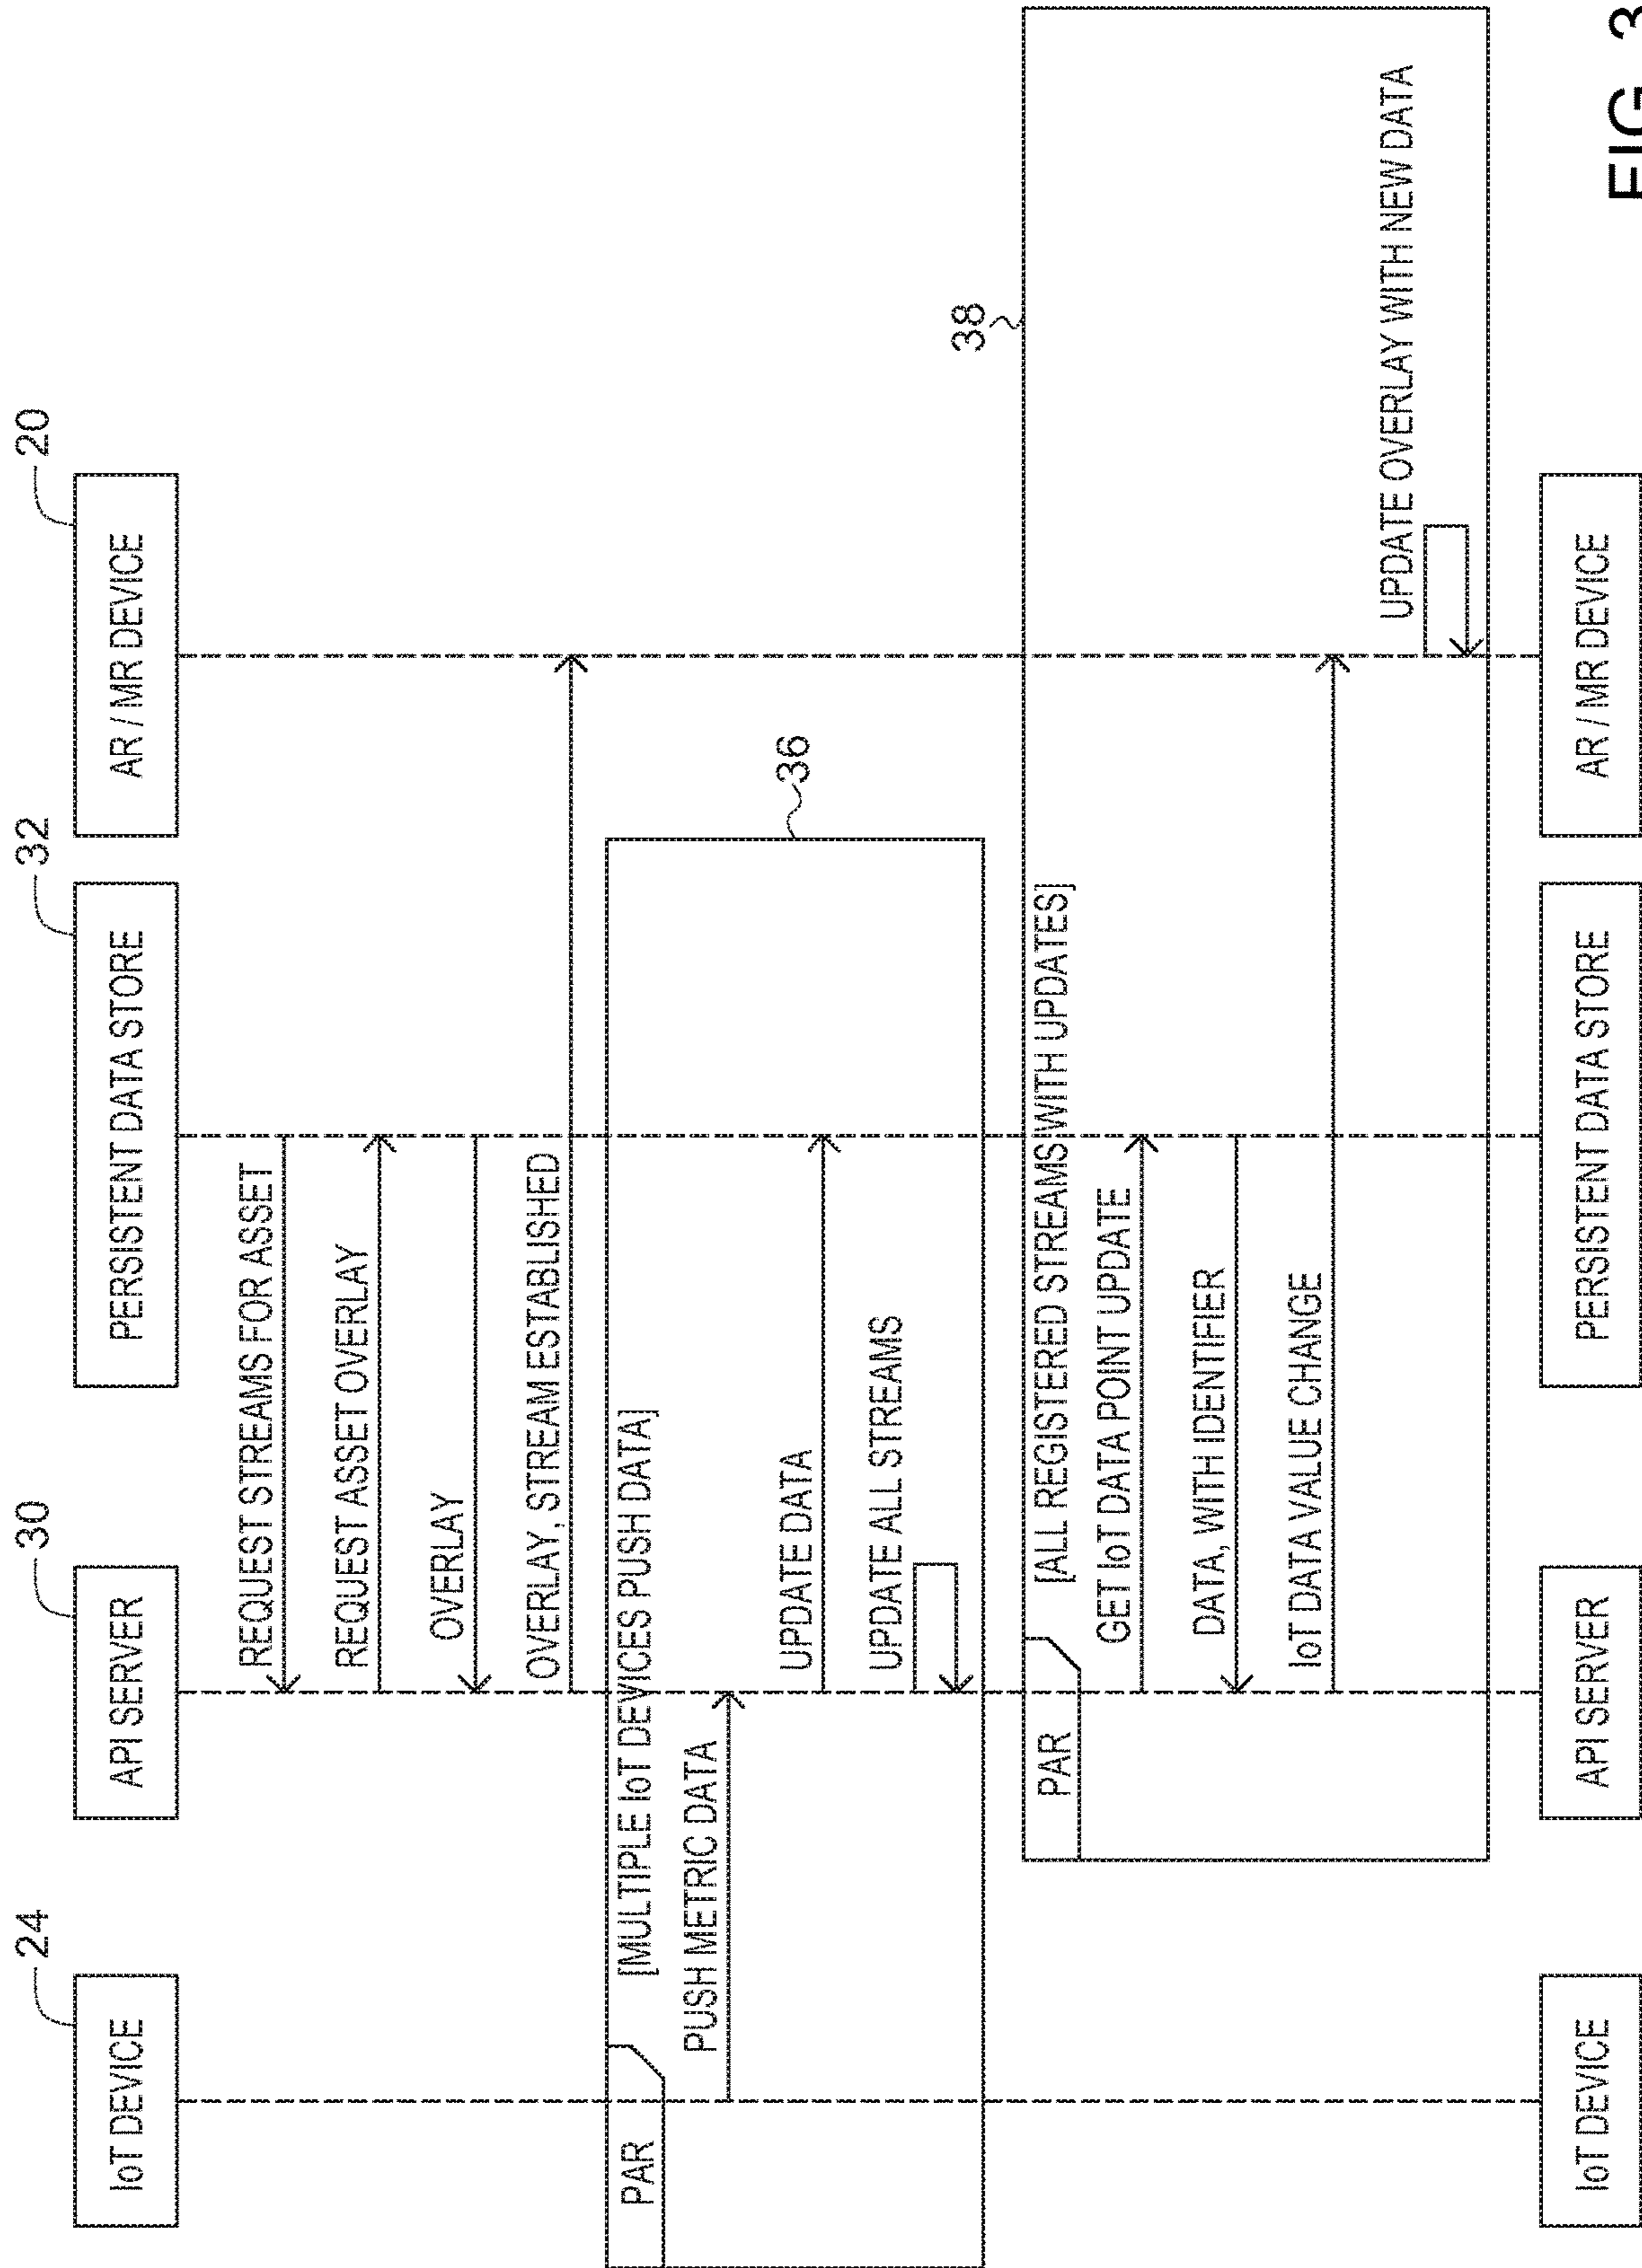 24
30
32
20
IoT DEVICE
API SERVER
PERSISTENT DATA STORE
AR / MR DEVICE
REQUEST STREAMS FOR ASSET
REQUEST ASSET OVERLAY
OVERLAY
OVERLAY, STREAM ESTABLISHED
PAR
[MULTIPLE IoT DEVICES PUSH DATA]
36
PUSH METRIC DATA
UPDATE DATA
UPDATE ALL STREAMS
38
PAR
[ALL REGISTERED STREAMS WITH UPDATES]
GET IoT DATA POINT UPDATE
DATA, WITH IDENTIFIER
IoT DATA VALUE CHANGE
UPDATE OVERLAY WITH NEW DATA
IoT DEVICE
API SERVER
PERSISTENT DATA STORE
AR / MR DEVICE
FIG. 3